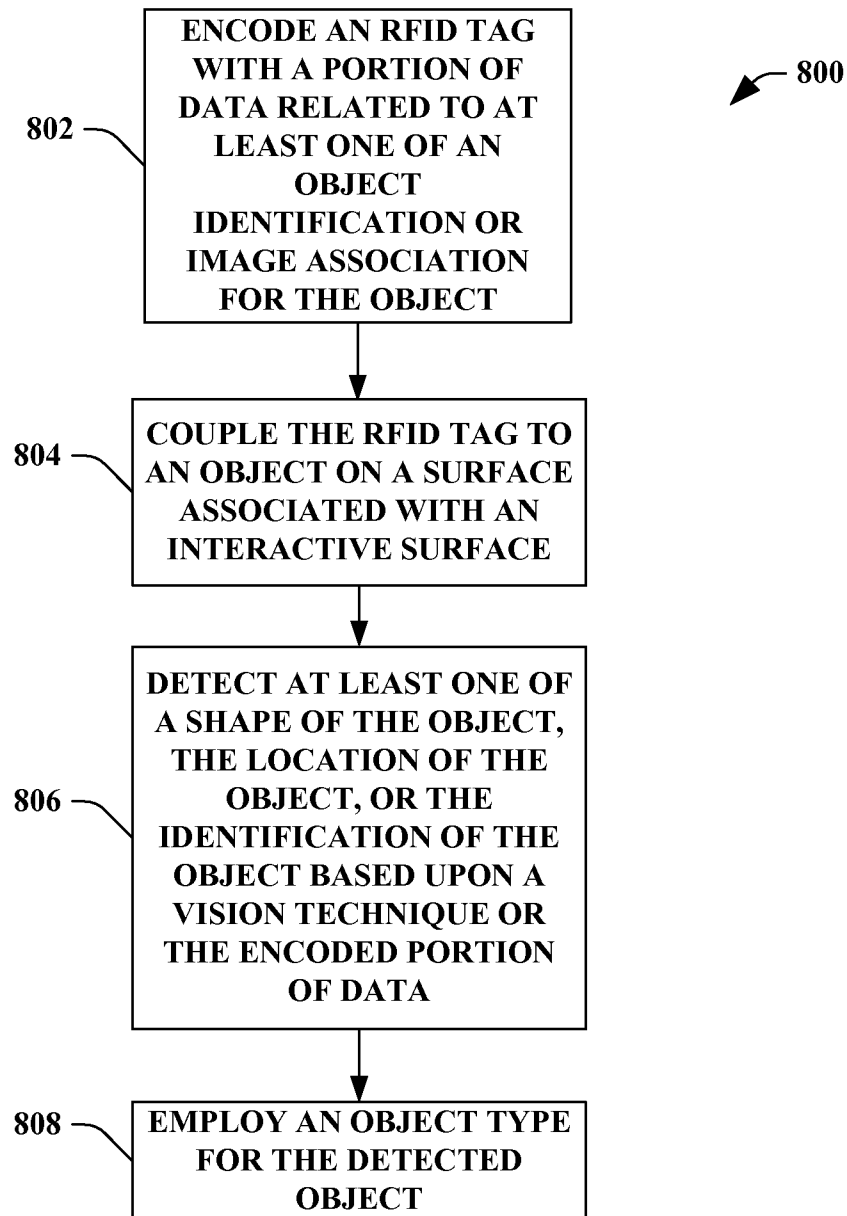 800
802
ENCODE AN RFID TAG
WITH A PORTION OF
DATA RELATED TO AT
LEAST ONE OF AN
OBJECT
IDENTIFICATION OR
IMAGE ASSOCIATION
FOR THE OBJECT
804
COUPLE THE RFID TAG TO
AN OBJECT ON A SURFACE
ASSOCIATED WITH AN
INTERACTIVE SURFACE
806
DETECT AT LEAST ONE OF
A SHAPE OF THE OBJECT,
THE LOCATION OF THE
OBJECT, OR THE
IDENTIFICATION OF THE
OBJECT BASED UPON A
VISION TECHNIQUE OR
THE ENCODED PORTION
OF DATA
808
EMPLOY AN OBJECT TYPE
FOR THE DETECTED
OBJECT